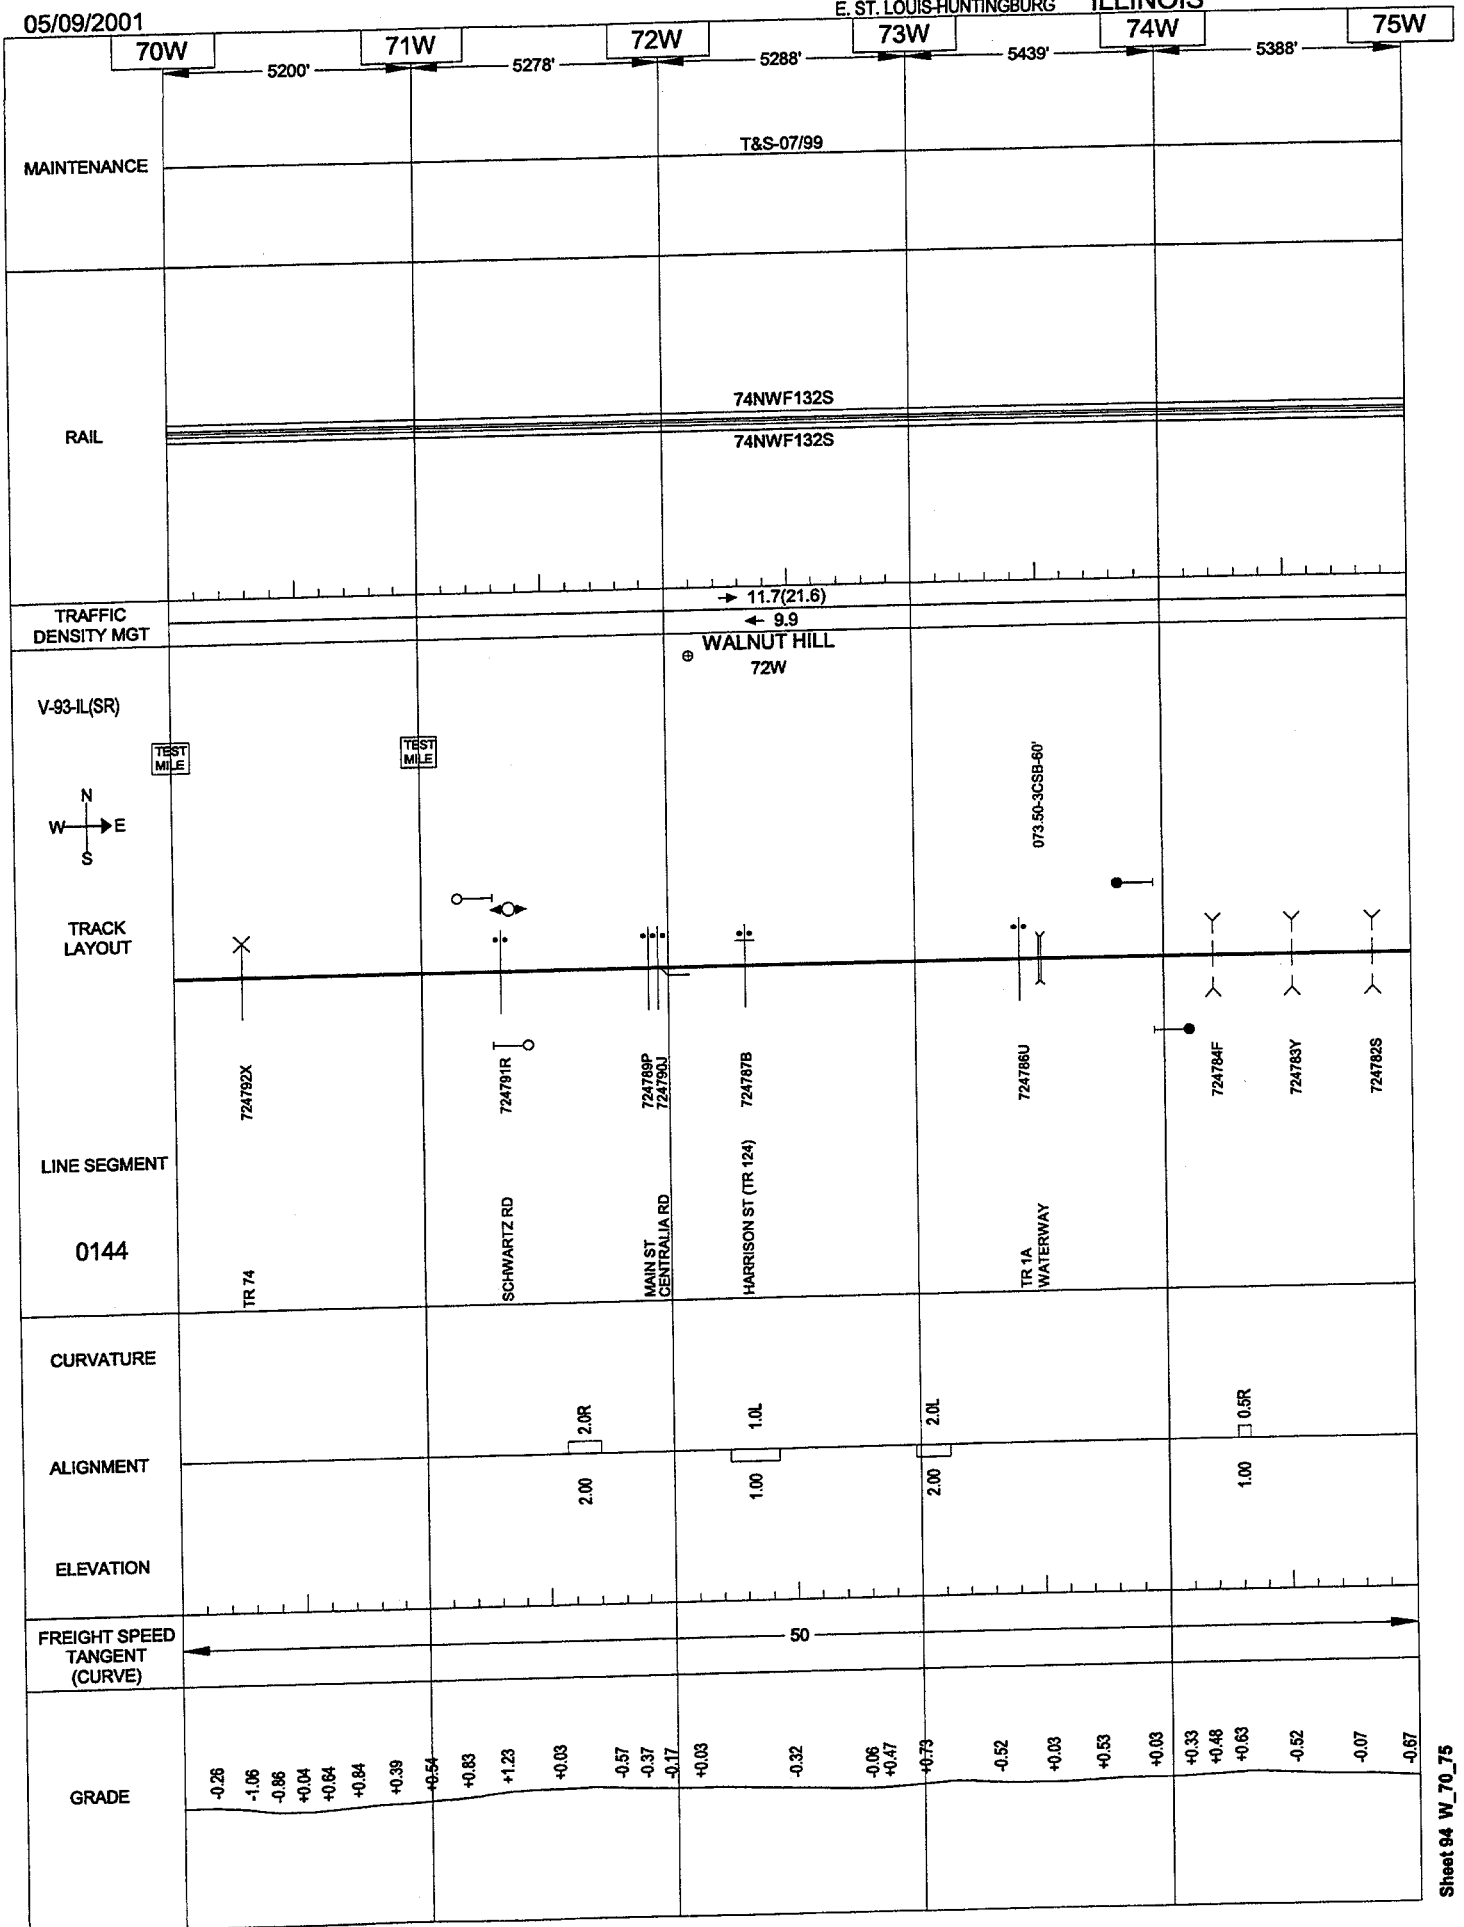 E. ST. LOUIS-HUNTINGBURG ILLINOIS
05/09/2001
70W 71W 72W 73W 74W 75W
5200' 5278' 5288' 5439' 5388'
MAINTENANCE
T&S-07/99
RAIL
74NWF132S
74NWF132S
TRAFFIC
DENSITY MGT
11.7(21.6)
9.9
WALNUT HILL
72W
V-93-IL(SR)
TEST
MILE
TEST
MILE
N
W E
S
073.50-3CSB-60'
TRACK
LAYOUT
724792X
724791R
724789P
724790J
724787B
724786U
724784F
724783Y
724782S
LINE SEGMENT
0144
TR 74
SCHWARTZ RD
MAIN ST
CENTRALIA RD
HARRISON ST (TR 124)
TR 1A
WATERWAY
CURVATURE
2.0R
1.0L
2.0L
0.5R
ALIGNMENT
2.00
1.00
2.00
1.00
ELEVATION
FREIGHT SPEED
TANGENT
(CURVE)
50
GRADE
-0.26
-1.06
-0.86
+0.04
+0.64
+0.84
+0.39
+0.54
+0.83
+1.23
+0.03
-0.57
-0.37
-0.17
+0.03
-0.32
-0.06
+0.47
+0.73
-0.52
+0.03
+0.53
+0.03
+0.33
+0.48
+0.63
-0.52
-0.07
-0.67
Sheet 94 W_70_75